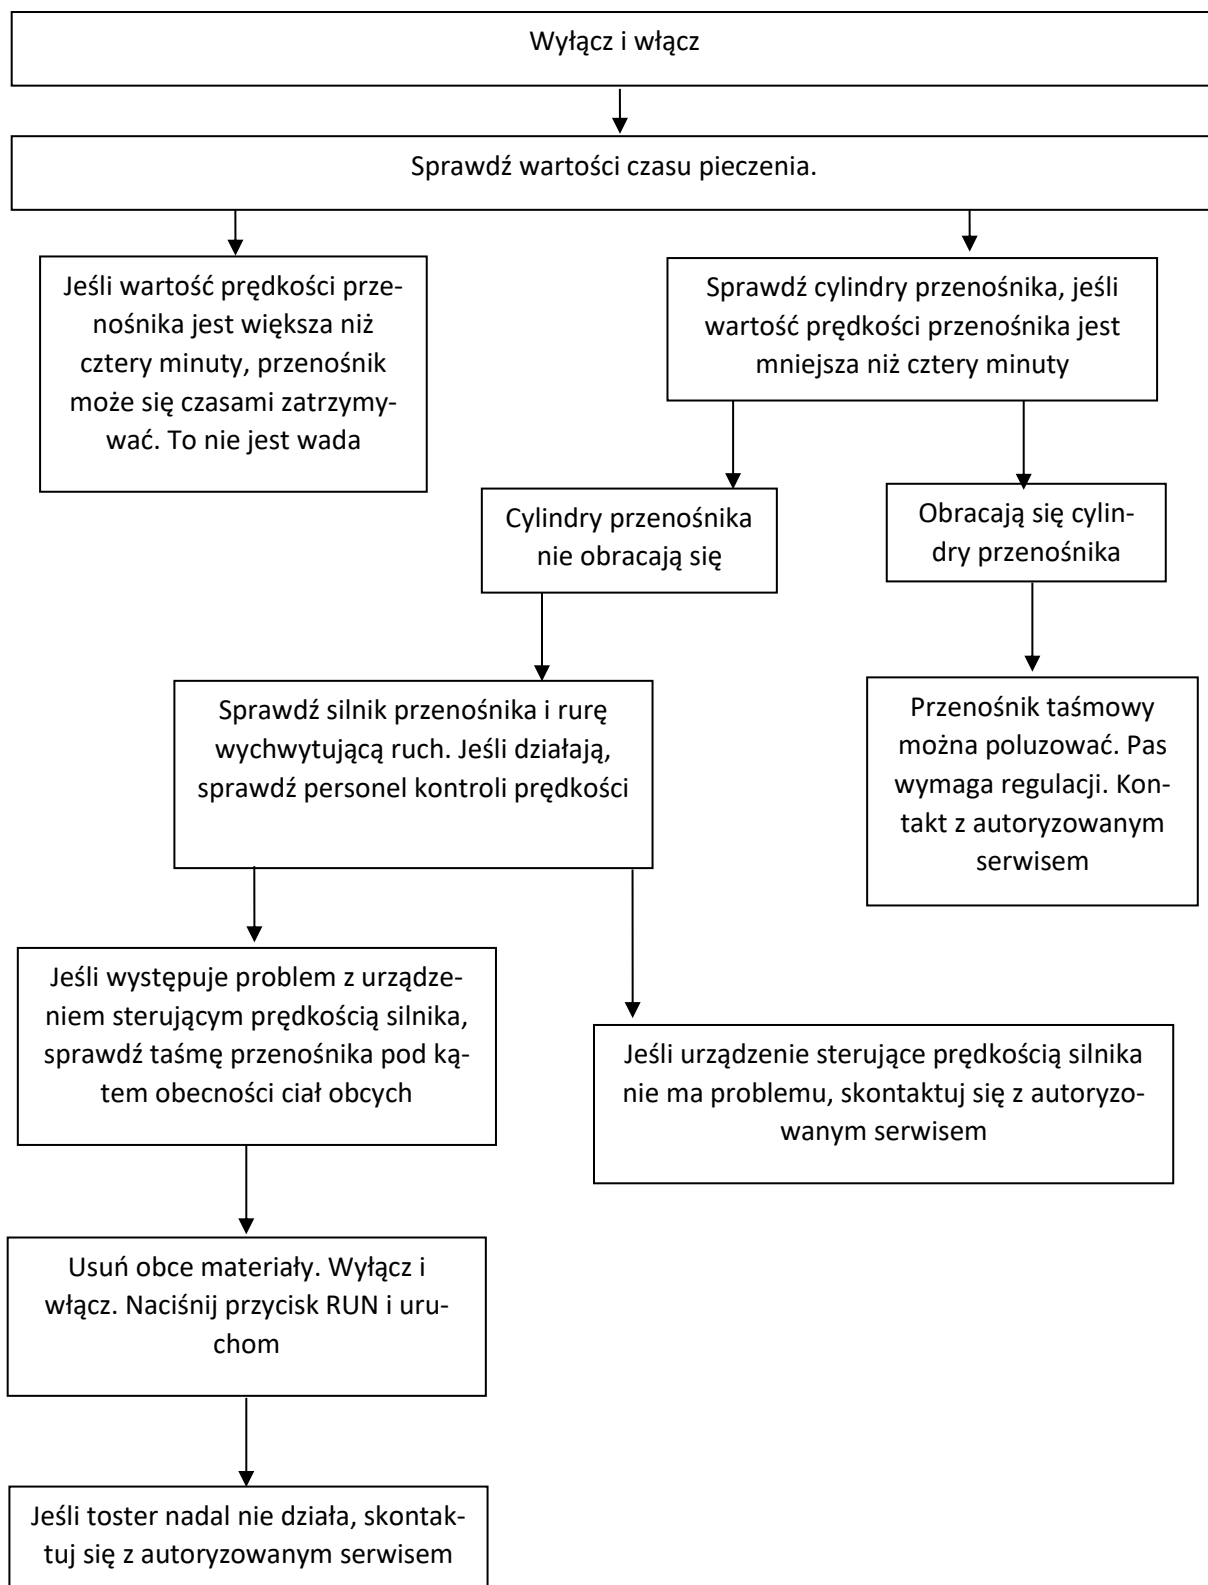 Wyłącz i włącz
Sprawdź wartości czasu pieczenia.
Jeśli wartość prędkości prze-
nośnika jest większa niż
cztery minuty, przenośnik
może się czasami zatrzymy-
wać. To nie jest wada
Sprawdź cylindry przenośnika, jeśli
wartość prędkości przenośnika jest
mniejsza niż cztery minuty
Cylindry przenośnika
nie obracają się
Obracają się cylin-
dry przenośnika
Sprawdź silnik przenośnika i rurę
wychwytującą ruch. Jeśli działają,
sprawdź personel kontroli prędkości
Przenośnik taśmowy
można poluzować. Pas
wymaga regulacji. Kon-
takt z autoryzowanym
serwisem
Jeśli występuje problem z urządze-
niem sterującym prędkością silnika,
sprawdź taśmę przenośnika pod ką-
tem obecności ciał obcych
Jeśli urządzenie sterujące prędkością silnika
nie ma problemu, skontaktuj się z autoryzo-
wanym serwisem
Usuń obce materiały. Wyłącz i
włącz. Naciśnij przycisk RUN i uru-
chom
Jeśli toster nadal nie działa, skontak-
tuj się z autoryzowanym serwisem